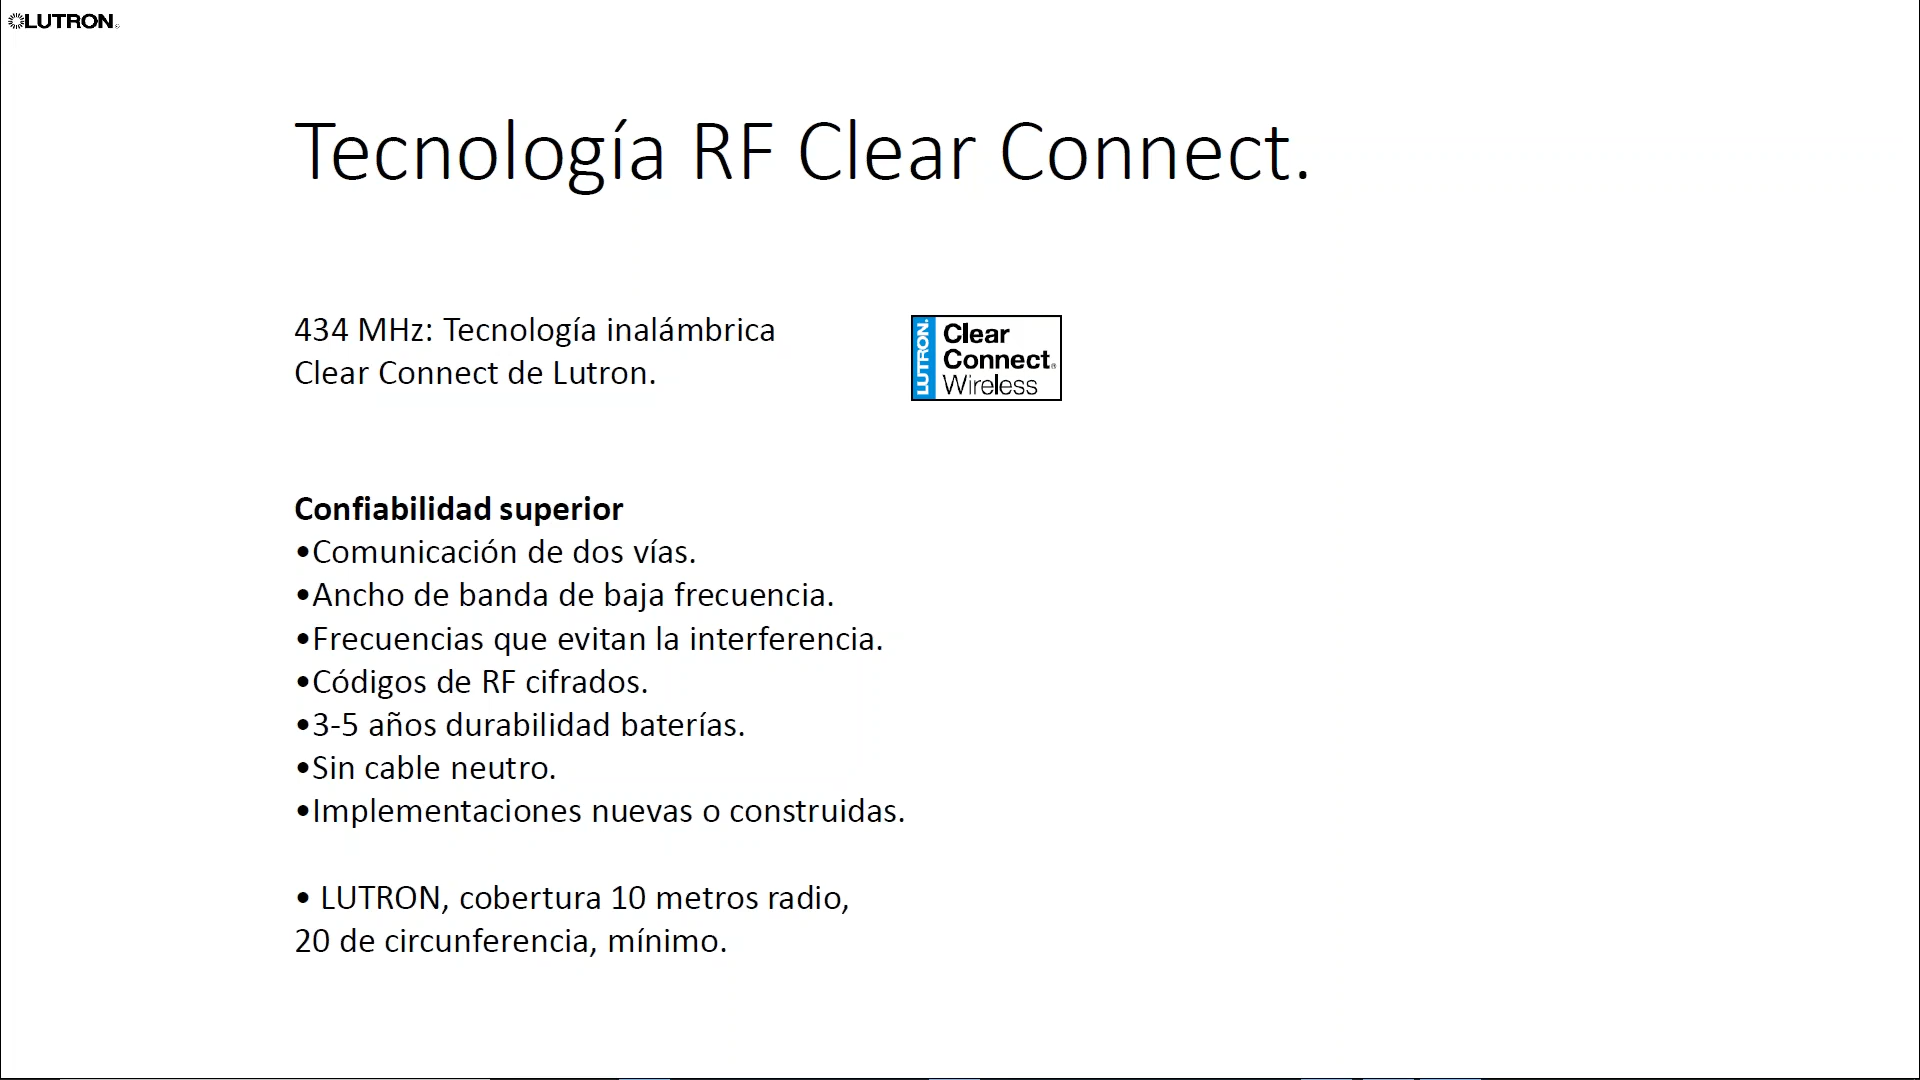 LUTRON
Tecnología RF Clear Connect.
434 MHz: Tecnología inalámbrica
Clear Connect de Lutron.
LUTRON.
Clear
Connect®
Wireless
Confiabilidad superior
•Comunicación de dos vías.
•Ancho de banda de baja frecuencia.
•Frecuencias que evitan la interferencia.
•Códigos de RF cifrados.
•3-5 años durabilidad baterías.
•Sin cable neutro.
•Implementaciones nuevas o construidas.
• LUTRON, cobertura 10 metros radio,
20 de circunferencia, mínimo.